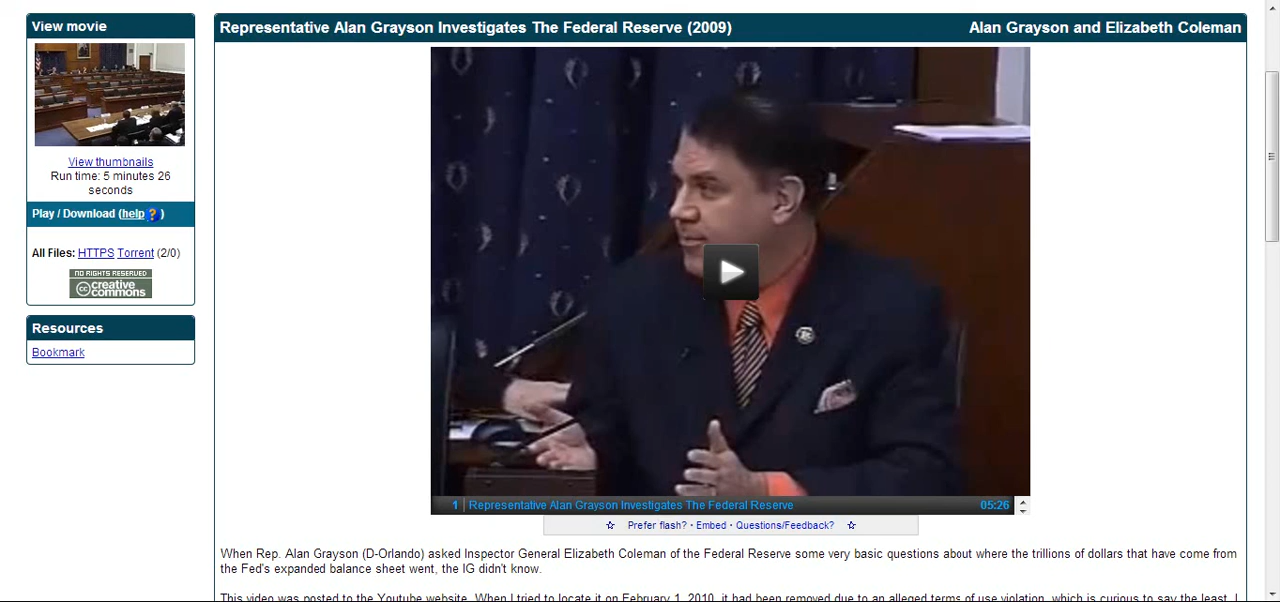 View movie
View thumbnails
Run time: 5 minutes 26
seconds
Play / Download (help ? )
All Files: HTTPS Torrent (2/0)
NO RIGHTS RESERVED
cc creative
commons
Resources
Bookmark
Representative Alan Grayson Investigates The Federal Reserve (2009) Alan Grayson and Elizabeth Coleman
1 Representative Alan Grayson Investigates The Federal Reserve 05:26
Prefer flash? · Embed · Questions/Feedback?
When Rep. Alan Grayson (D-Orlando) asked Inspector General Elizabeth Coleman of the Federal Reserve some very basic questions about where the trillions of dollars that have come from
the Fed's expanded balance sheet went, the IG didn't know.
This video was posted to the Youtube website. When I tried to locate it on February 1, 2010, it had been removed due to an alleged terms of use violation, which is curious to say the least. I